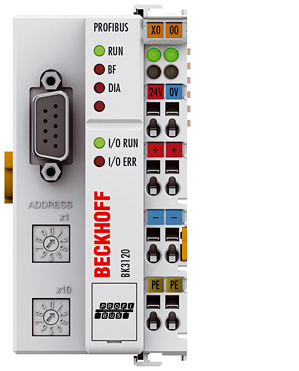 PROFIBUS
X0 00
RUN
BF
DIA
24V 0V
I/O RUN
I/O ERR
+ +
ADDRESS
x1
BECKHOFF
BK3120
– –
x10
PE PE
PROFI
BUS